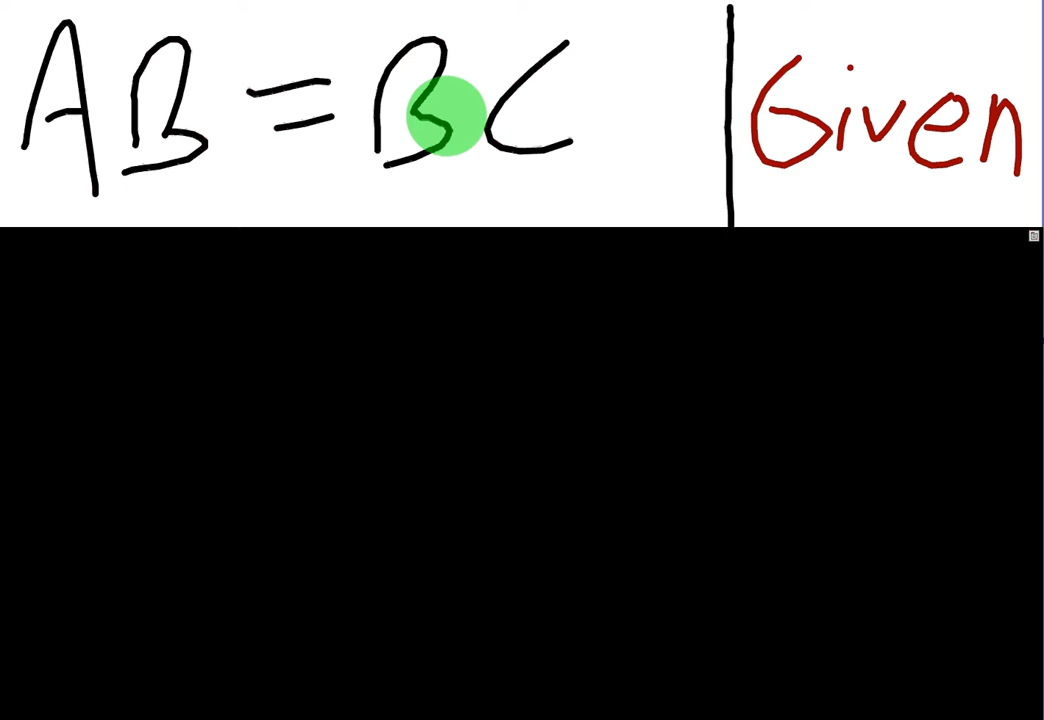 AB = BC | Given